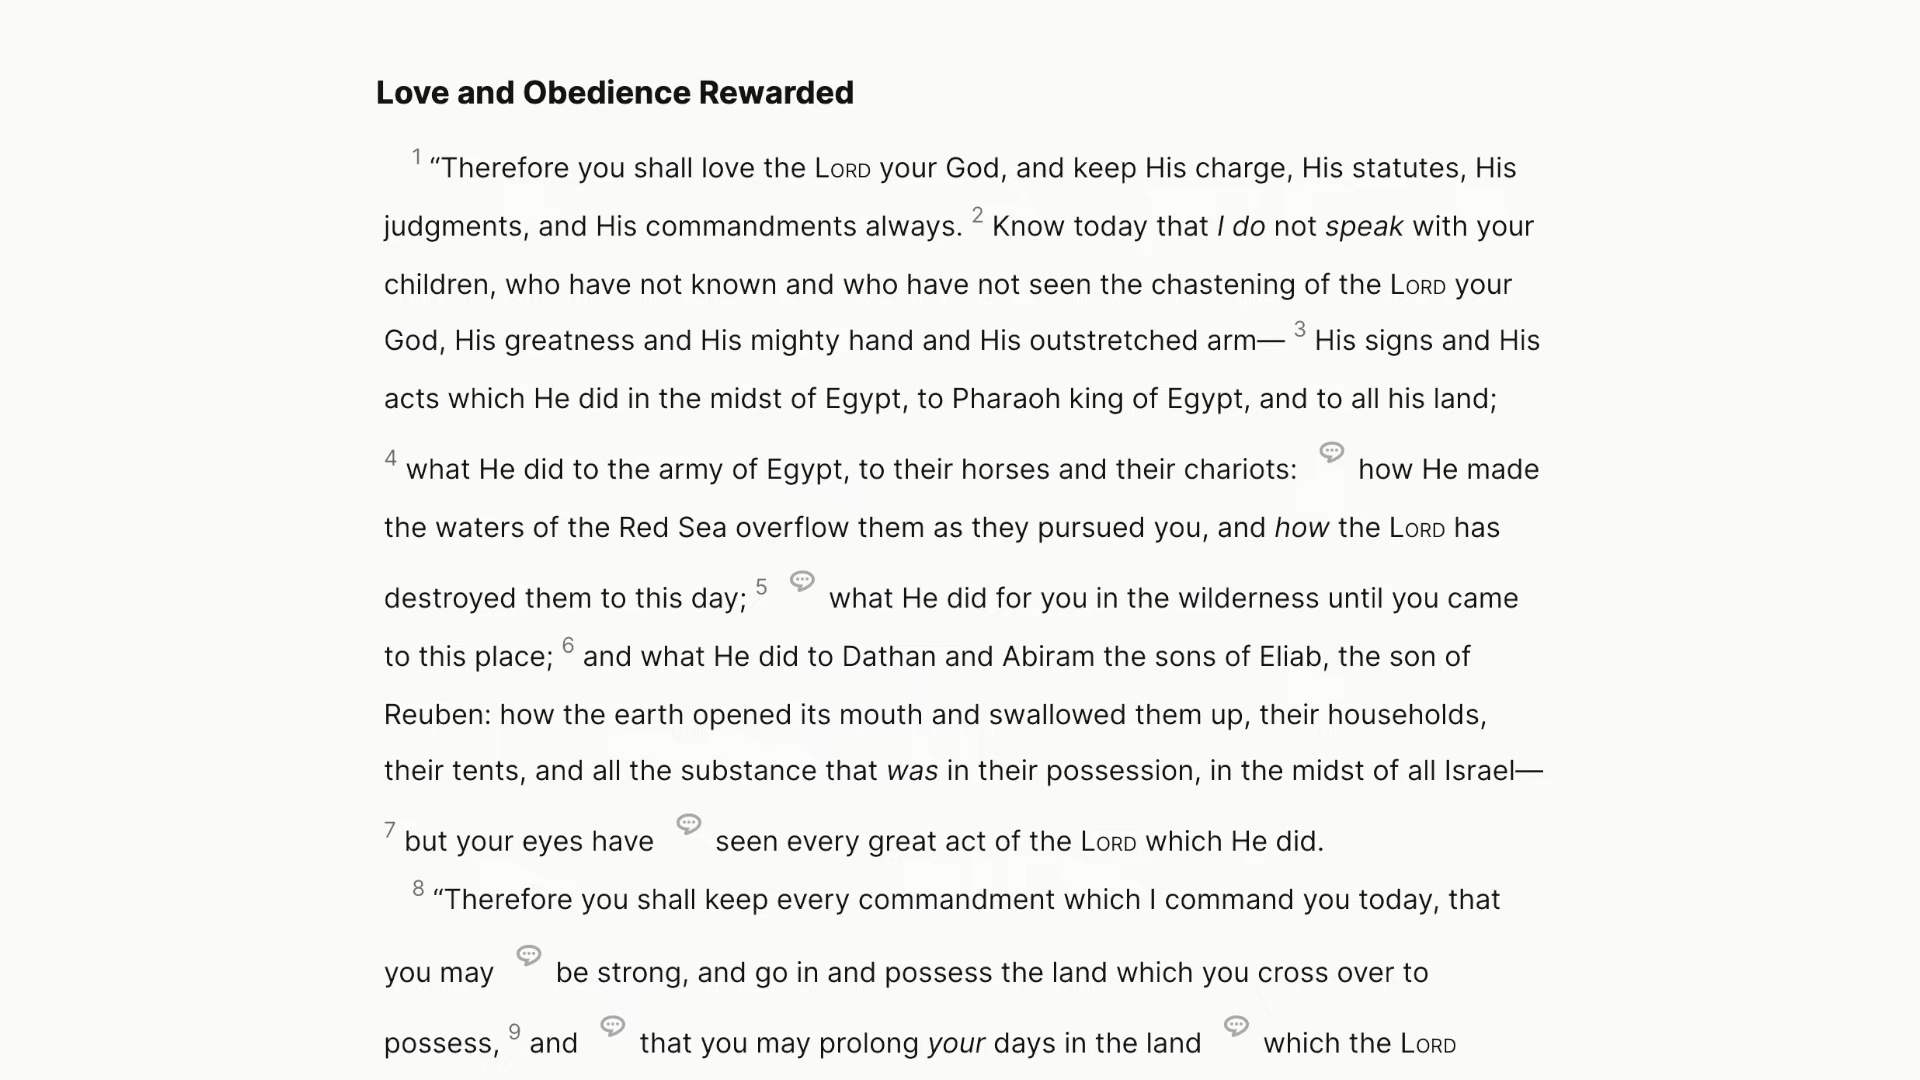 Love and Obedience Rewarded
1 “Therefore you shall love the LORD your God, and keep His charge, His statutes, His
judgments, and His commandments always. 2 Know today that I do not speak with your
children, who have not known and who have not seen the chastening of the LORD your
God, His greatness and His mighty hand and His outstretched arm— 3 His signs and His
acts which He did in the midst of Egypt, to Pharaoh king of Egypt, and to all his land;
4 what He did to the army of Egypt, to their horses and their chariots: how He made
the waters of the Red Sea overflow them as they pursued you, and how the LORD has
destroyed them to this day; 5 what He did for you in the wilderness until you came
to this place; 6 and what He did to Dathan and Abiram the sons of Eliab, the son of
Reuben: how the earth opened its mouth and swallowed them up, their households,
their tents, and all the substance that was in their possession, in the midst of all Israel—
7 but your eyes have seen every great act of the LORD which He did.
8 “Therefore you shall keep every commandment which I command you today, that
you may be strong, and go in and possess the land which you cross over to
possess, 9 and that you may prolong your days in the land which the LORD